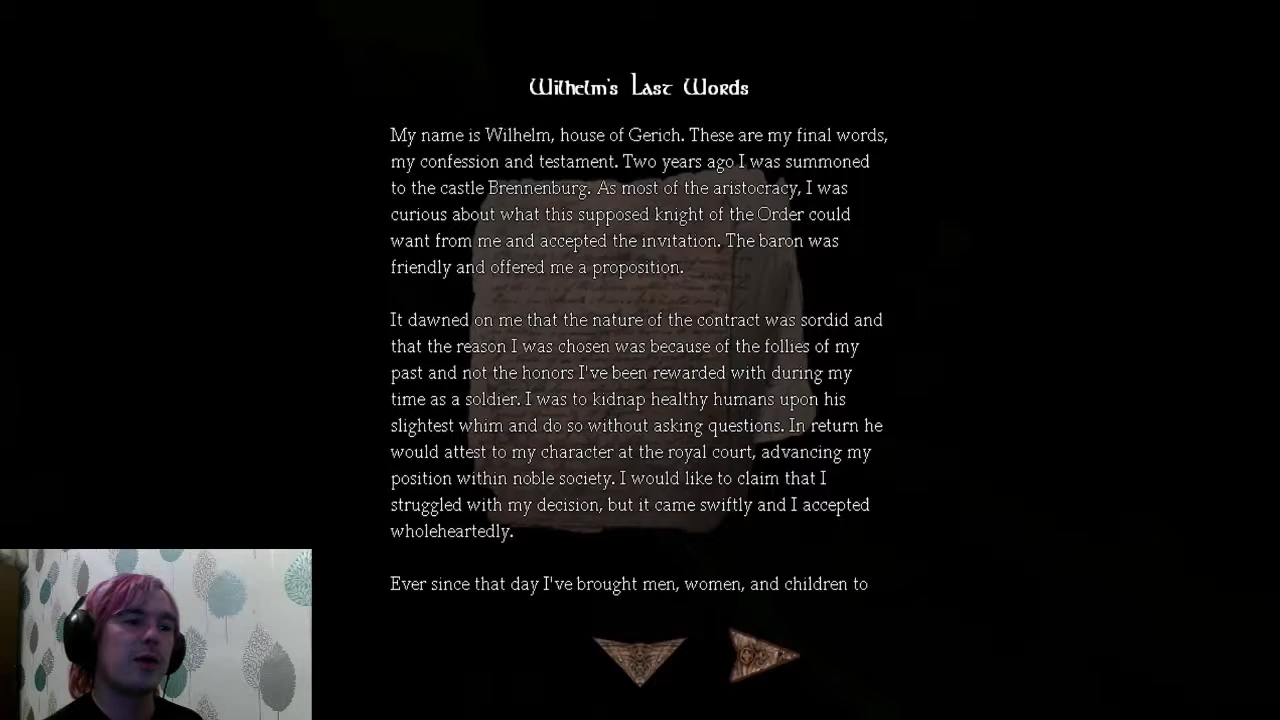 Wilhelm's Last Words
My name is Wilhelm, house of Gerich. These are my final words,
my confession and testament. Two years ago I was summoned
to the castle Brennenburg. As most of the aristocracy, I was
curious about what this supposed knight of the Order could
want from me and accepted the invitation. The baron was
friendly and offered me a proposition.
It dawned on me that the nature of the contract was sordid and
that the reason I was chosen was because of the follies of my
past and not the honors I've been rewarded with during my
time as a soldier. I was to kidnap healthy humans upon his
slightest whim and do so without asking questions. In return he
would attest to my character at the royal court, advancing my
position within noble society. I would like to claim that I
struggled with my decision, but it came swiftly and I accepted
wholeheartedly.
Ever since that day I've brought men, women, and children to